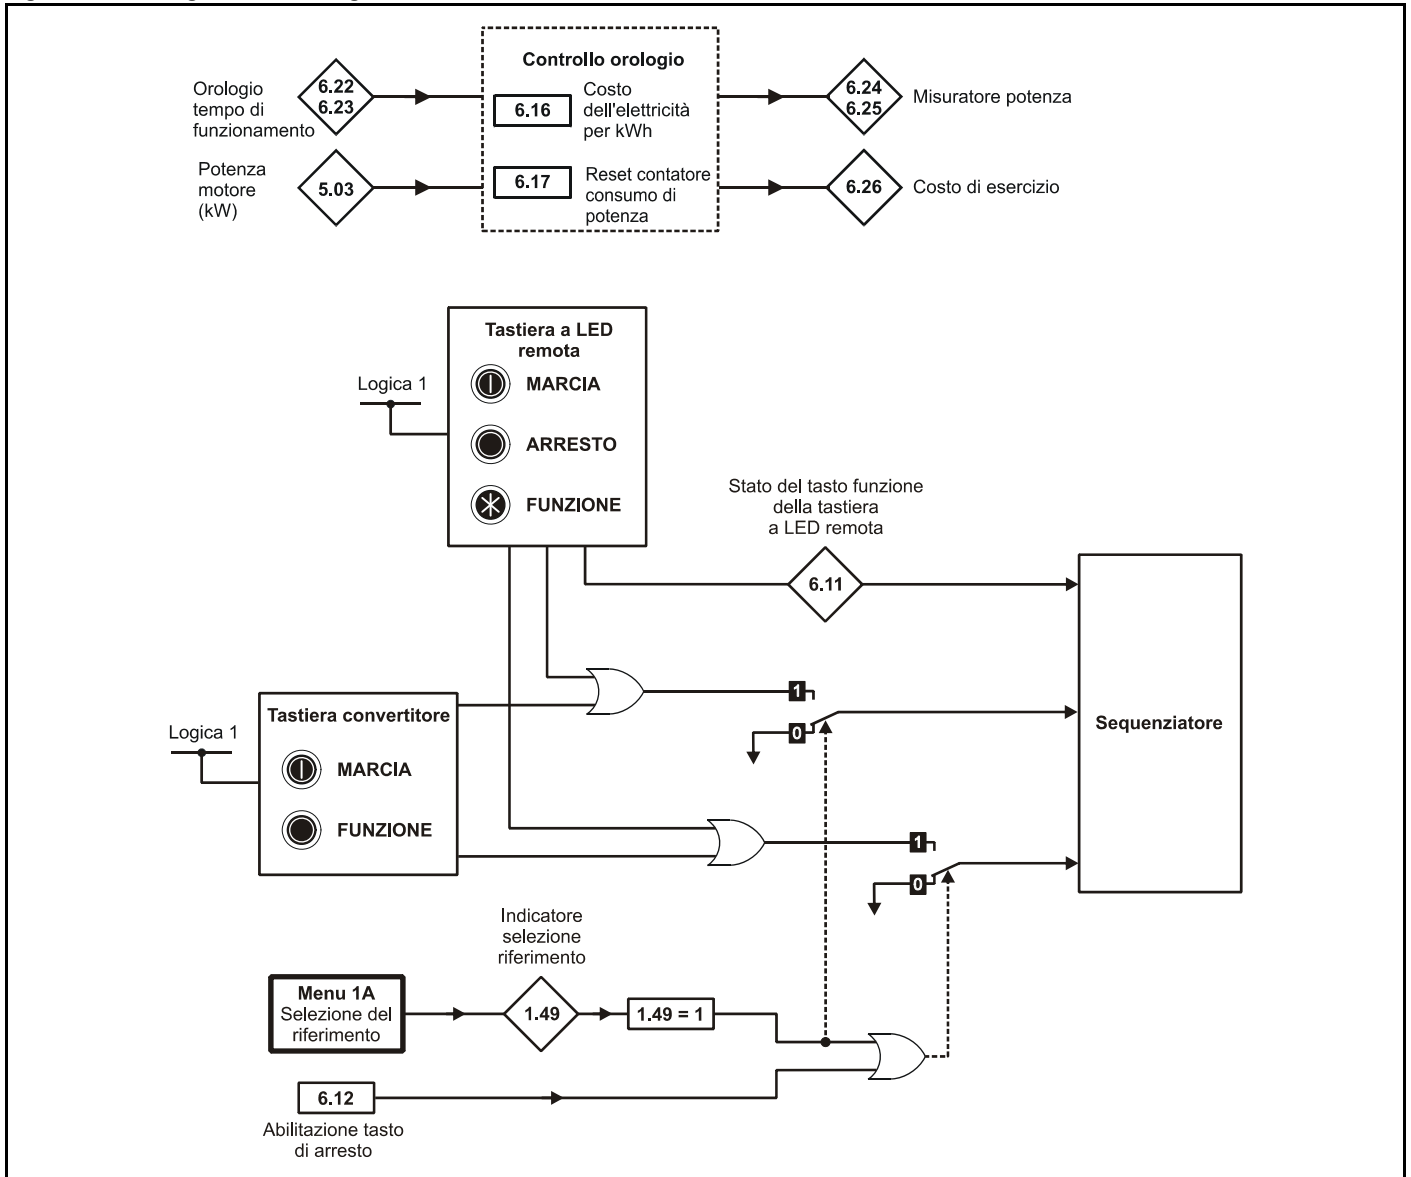 Controllo orologio
Orologio
tempo di
funzionamento
6.22
6.23
6.16
Costo
dell'elettricità
per kWh
6.24
6.25
Misuratore potenza
Potenza
motore
(kW)
5.03
6.17
Reset contatore
consumo di
potenza
6.26
Costo di esercizio
Tastiera a LED
remota
Logica 1
MARCIA
ARRESTO
FUNZIONE
Stato del tasto funzione
della tastiera
a LED remota
6.11
1
0
Sequenziatore
Tastiera convertitore
Logica 1
MARCIA
FUNZIONE
1
0
Indicatore
selezione
riferimento
Menu 1A
Selezione del
riferimento
1.49
1.49 = 1
6.12
Abilitazione tasto
di arresto